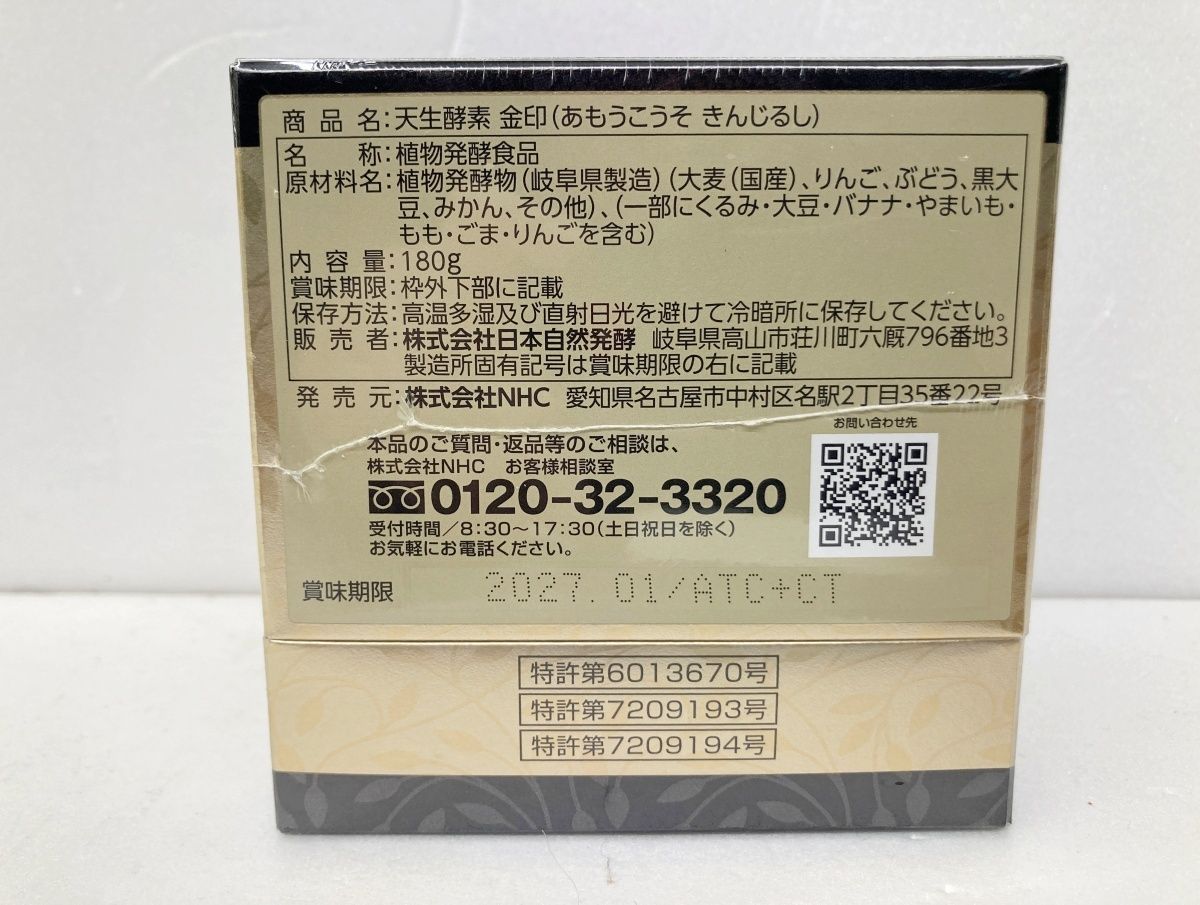 商品名:天生酵素 金印(あもうこうそ きんじるし)
名称:植物発酵食品
原材料名:植物発酵物(岐阜県製造)(大麦(国産)、りんご、ぶどう、黒大
豆、みかん、その他)、(一部にくるみ・大豆・バナナ・やまいも・
もも・ごま・りんごを含む)
内容量:180g
賞味期限:枠外下部に記載
保存方法:高温多湿及び直射日光を避けて冷暗所に保存してください。
販売者:株式会社日本自然発酵 岐阜県高山市荘川町六厩796番地3
製造所固有記号は賞味期限の右に記載
発売元:株式会社NHC 愛知県名古屋市中村区名駅2丁目35番22号
お問い合わせ先
本品のご質問・返品等のご相談は、
株式会社NHC お客様相談室
0120-32-3320
受付時間/8:30~17:30(土日祝日を除く)
お気軽にお電話ください。
賞味期限 2027.01/ATC+CT
特許第6013670号
特許第7209193号
特許第7209194号